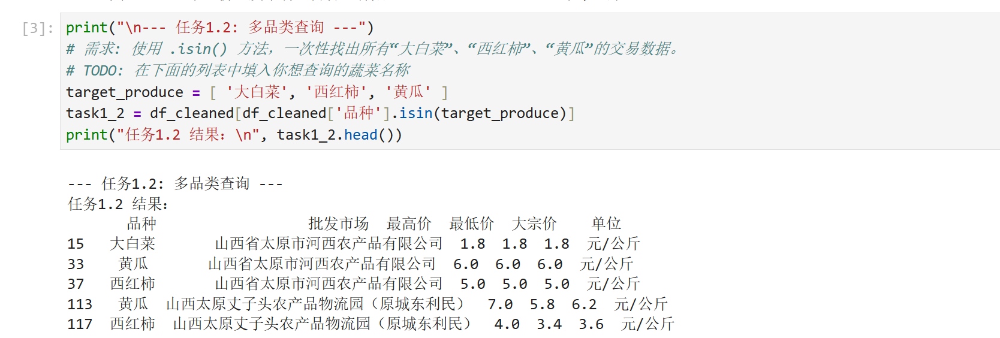 [3]: print("\n--- 任务1.2: 多品类查询 ---")
# 需求: 使用 .isin() 方法，一次性找出所有“大白菜”、“西红柿”、“黄瓜”的交易数据。
# TODO: 在下面的列表中填入你想查询的蔬菜名称
target_produce = [ '大白菜', '西红柿', '黄瓜' ]
task1_2 = df_cleaned[df_cleaned['品种'].isin(target_produce)]
print("任务1.2 结果：\n", task1_2.head())
--- 任务1.2: 多品类查询 ---
任务1.2 结果：
品种 批发市场 最高价 最低价 大宗价 单位
15 大白菜 山西省太原市河西农产品有限公司 1.8 1.8 1.8 元/公斤
33 黄瓜 山西省太原市河西农产品有限公司 6.0 6.0 6.0 元/公斤
37 西红柿 山西省太原市河西农产品有限公司 5.0 5.0 5.0 元/公斤
113 黄瓜 山西太原丈子头农产品物流园（原城东利民） 7.0 5.8 6.2 元/公斤
117 西红柿 山西太原丈子头农产品物流园（原城东利民） 4.0 3.4 3.6 元/公斤